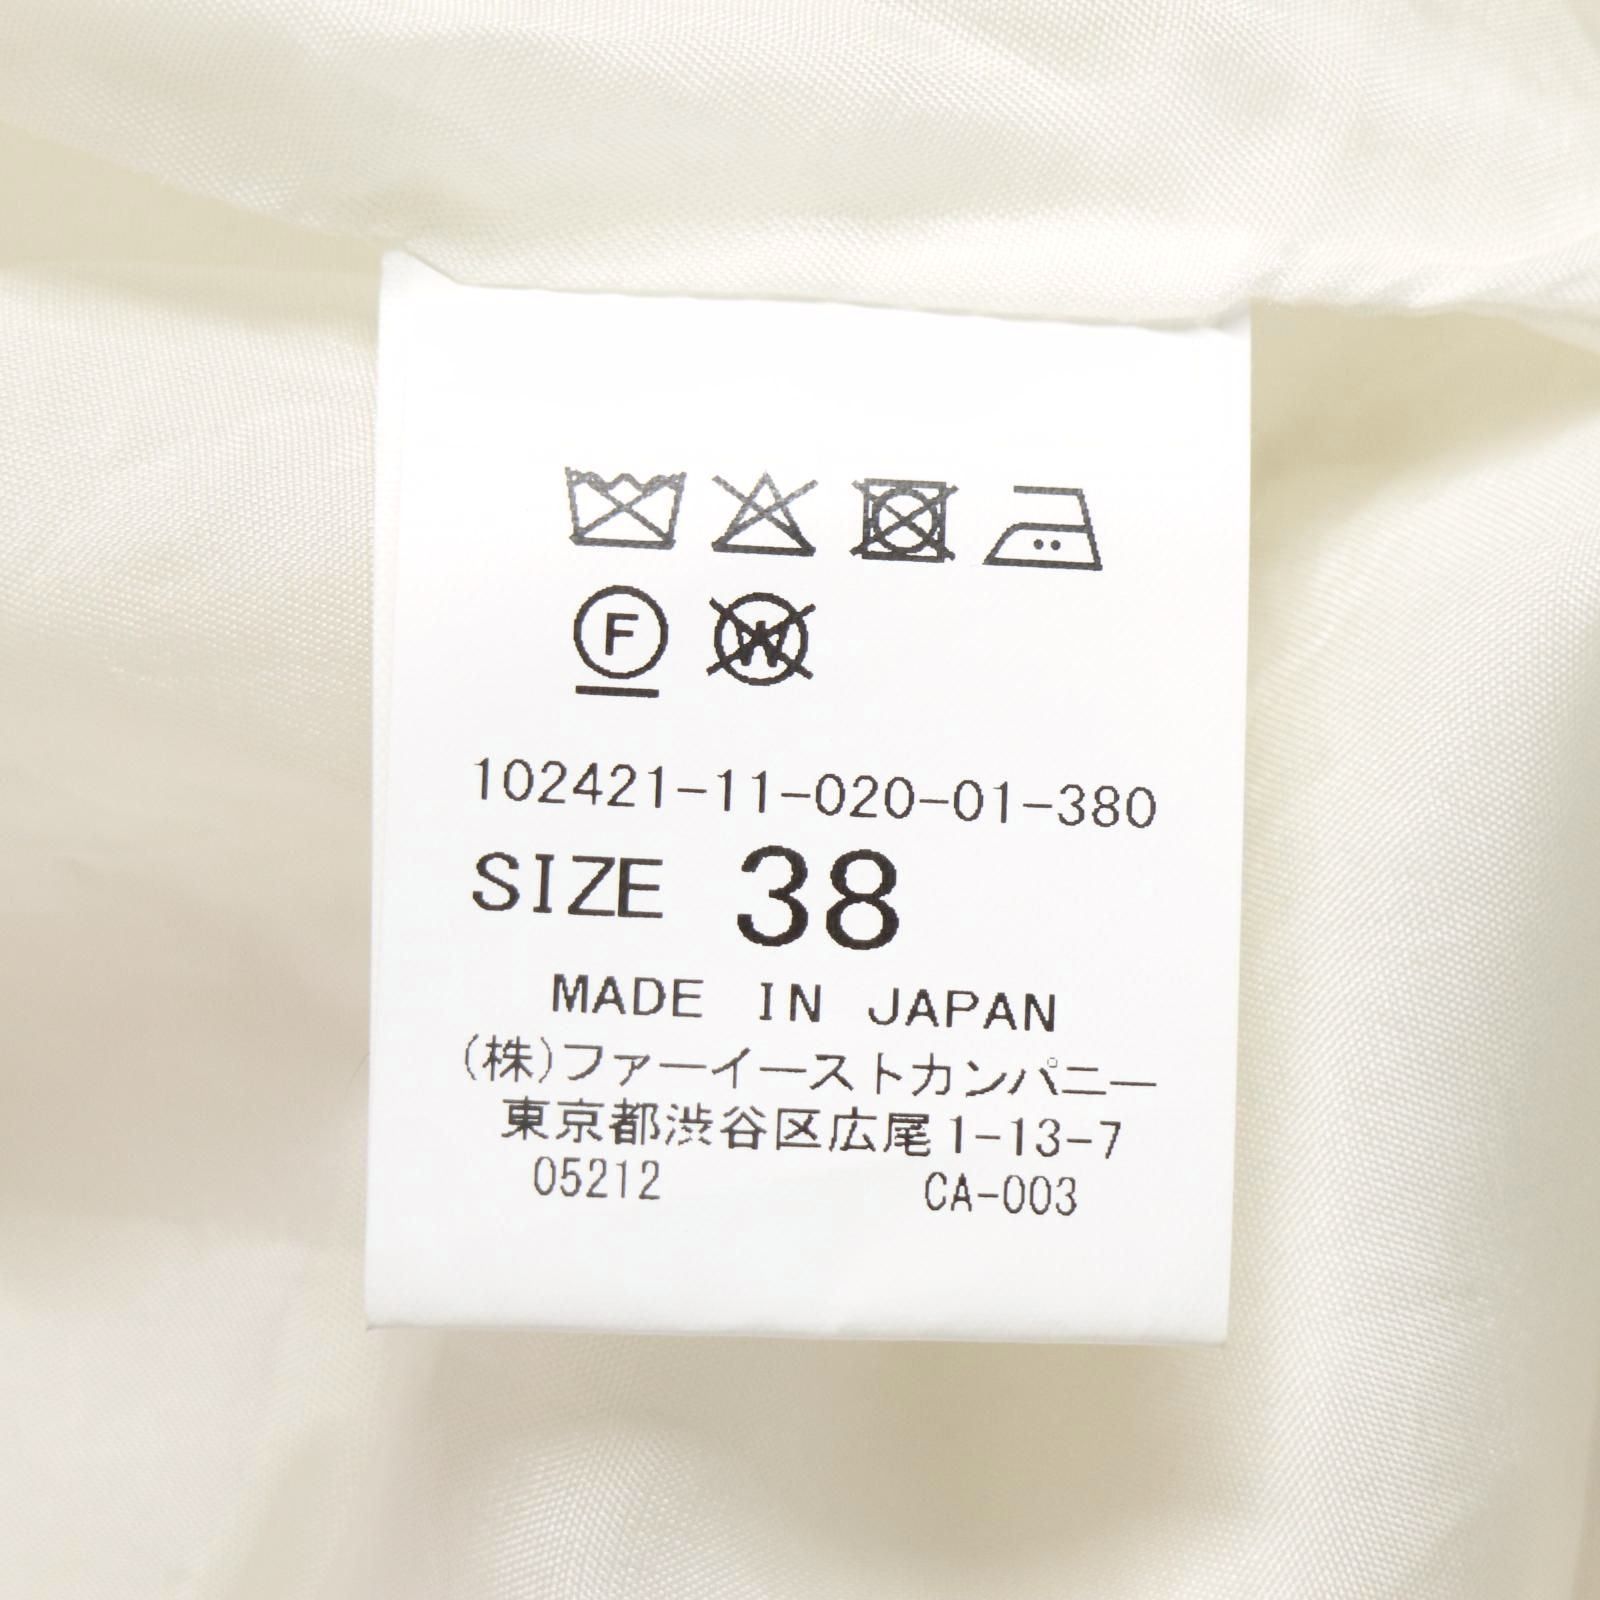 F W
102421-11-020-01-380
SIZE 38
MADE IN JAPAN
(株)ファーイーストカンパニー
東京都渋谷区広尾1-13-7
05212 CA-003